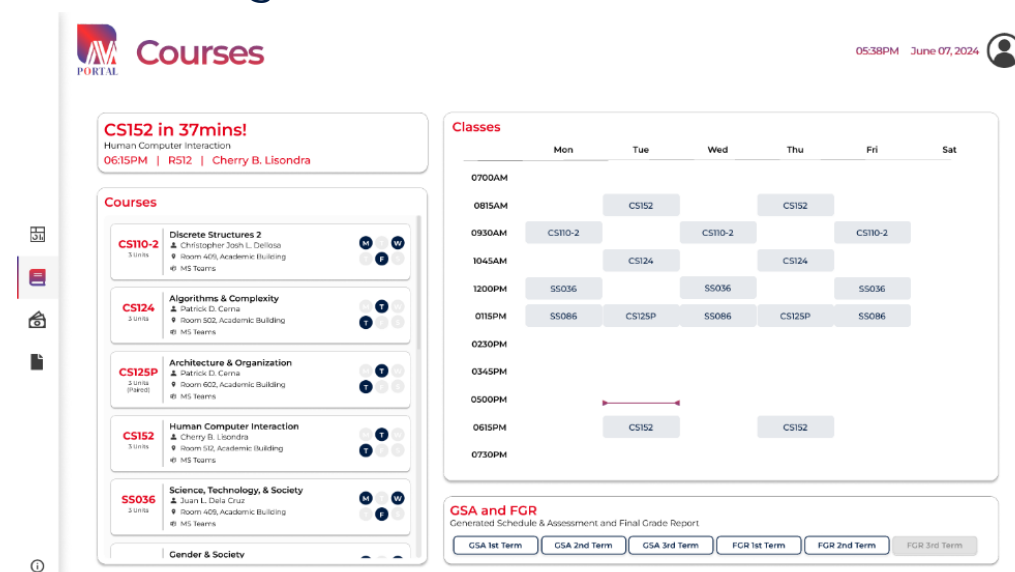 PORTAL
Courses
05:38PM June 07, 2024
CS152 in 37mins!
Human Computer Interaction
06:15PM | R512 | Cherry B. Lisondra
Courses
CS110-2
3 Units
Discrete Structures 2
Christopher Josh L. Dellosa
Room 409, Academic Building
MS Teams
M W
F
CS124
3 Units
Algorithms & Complexity
Patrick D. Cerna
Room 502, Academic Building
MS Teams
T
T
CS125P
3 Units
(Paired)
Architecture & Organization
Patrick D. Cerna
Room 602, Academic Building
MS Teams
T
T
CS152
3 Units
Human Computer Interaction
Cherry B. Lisondra
Room 512, Academic Building
MS Teams
T
T
SS036
3 Units
Science, Technology, & Society
Juan L. Dela Cruz
Room 409, Academic Building
MS Teams
M W
F
Gender & Society
Classes
Mon Tue Wed Thu Fri Sat
0700AM
0815AM CS152 CS152
0930AM CS110-2 CS110-2 CS110-2
1045AM CS124 CS124
1200PM SS036 SS036 SS036
0115PM SS086 CS125P SS086 CS125P SS086
0230PM
0345PM
0500PM
0615PM CS152 CS152
0730PM
GSA and FGR
Generated Schedule & Assessment and Final Grade Report
GSA 1st Term GSA 2nd Term GSA 3rd Term FGR 1st Term FGR 2nd Term FGR 3rd Term